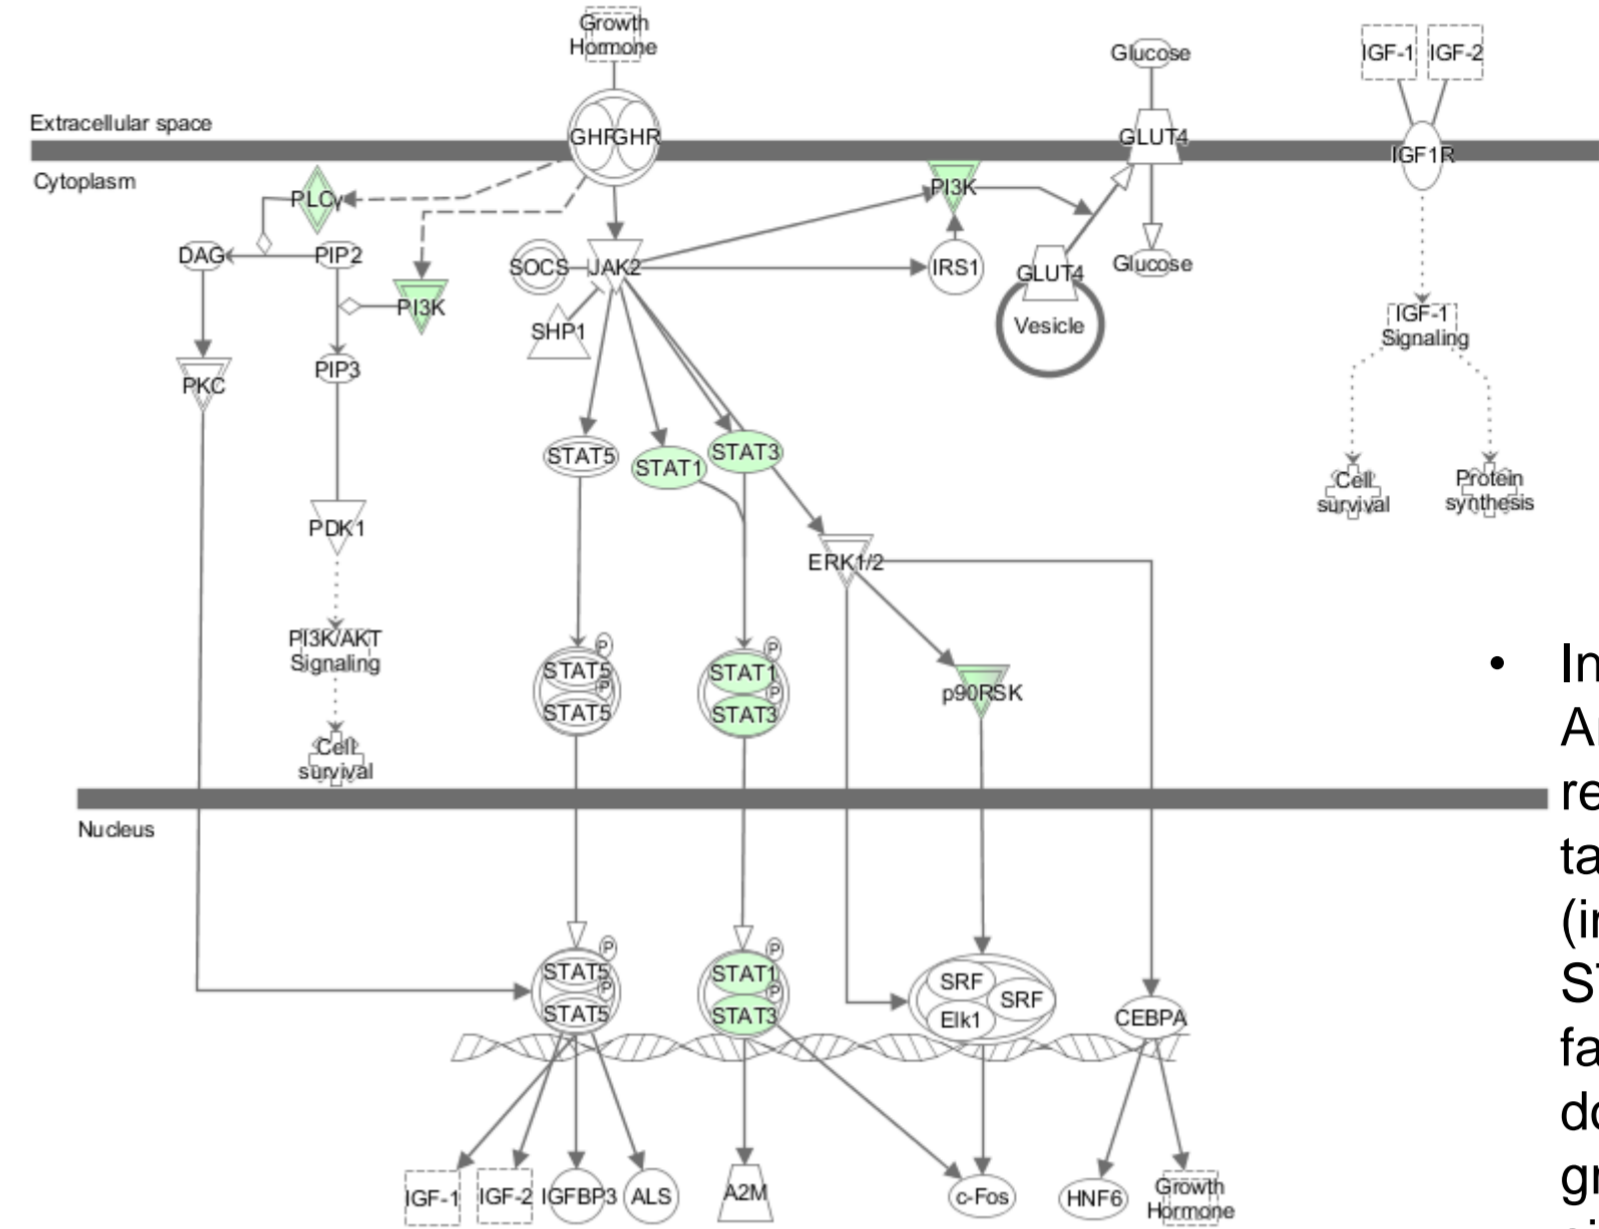 Growth
Hormone
Glucose
IGF-1
IGF-2
Extracellular space
GHR
GHR
GLUT4
IGF1R
Cytoplasm
PLCγ
PI3K
DAG
PIP2
SOCS
JAK2
IRS1
GLUT4
Glucose
PI3K
SHP1
Vesicle
IGF-1
Signaling
PKC
PIP3
STAT5
STAT1
STAT3
Cell
survival
Protein
synthesis
PDK1
ERK1/2
PI3K/AKT
Signaling
P
STAT5
P
STAT5
P
STAT1
P
STAT3
p90RSK
Cell
survival
Nucleus
P
STAT5
P
STAT5
P
STAT1
P
STAT3
SRF
SRF
Elk1
CEBPA
IGF-1
IGF-2
IGFBP3
ALS
A2M
c-Fos
HNF6
Growth
Hormone
• In
re
ta
(in
ST
fa
do
gr